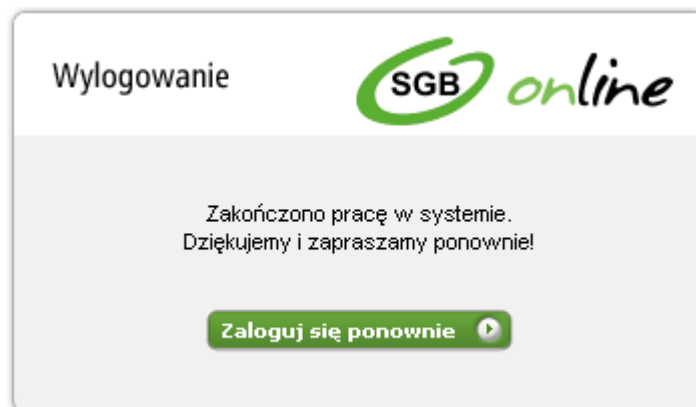 Wylogowanie
SGB online
Zakończono pracę w systemie.
Dziękujemy i zapraszamy ponownie!
Zaloguj się ponownie